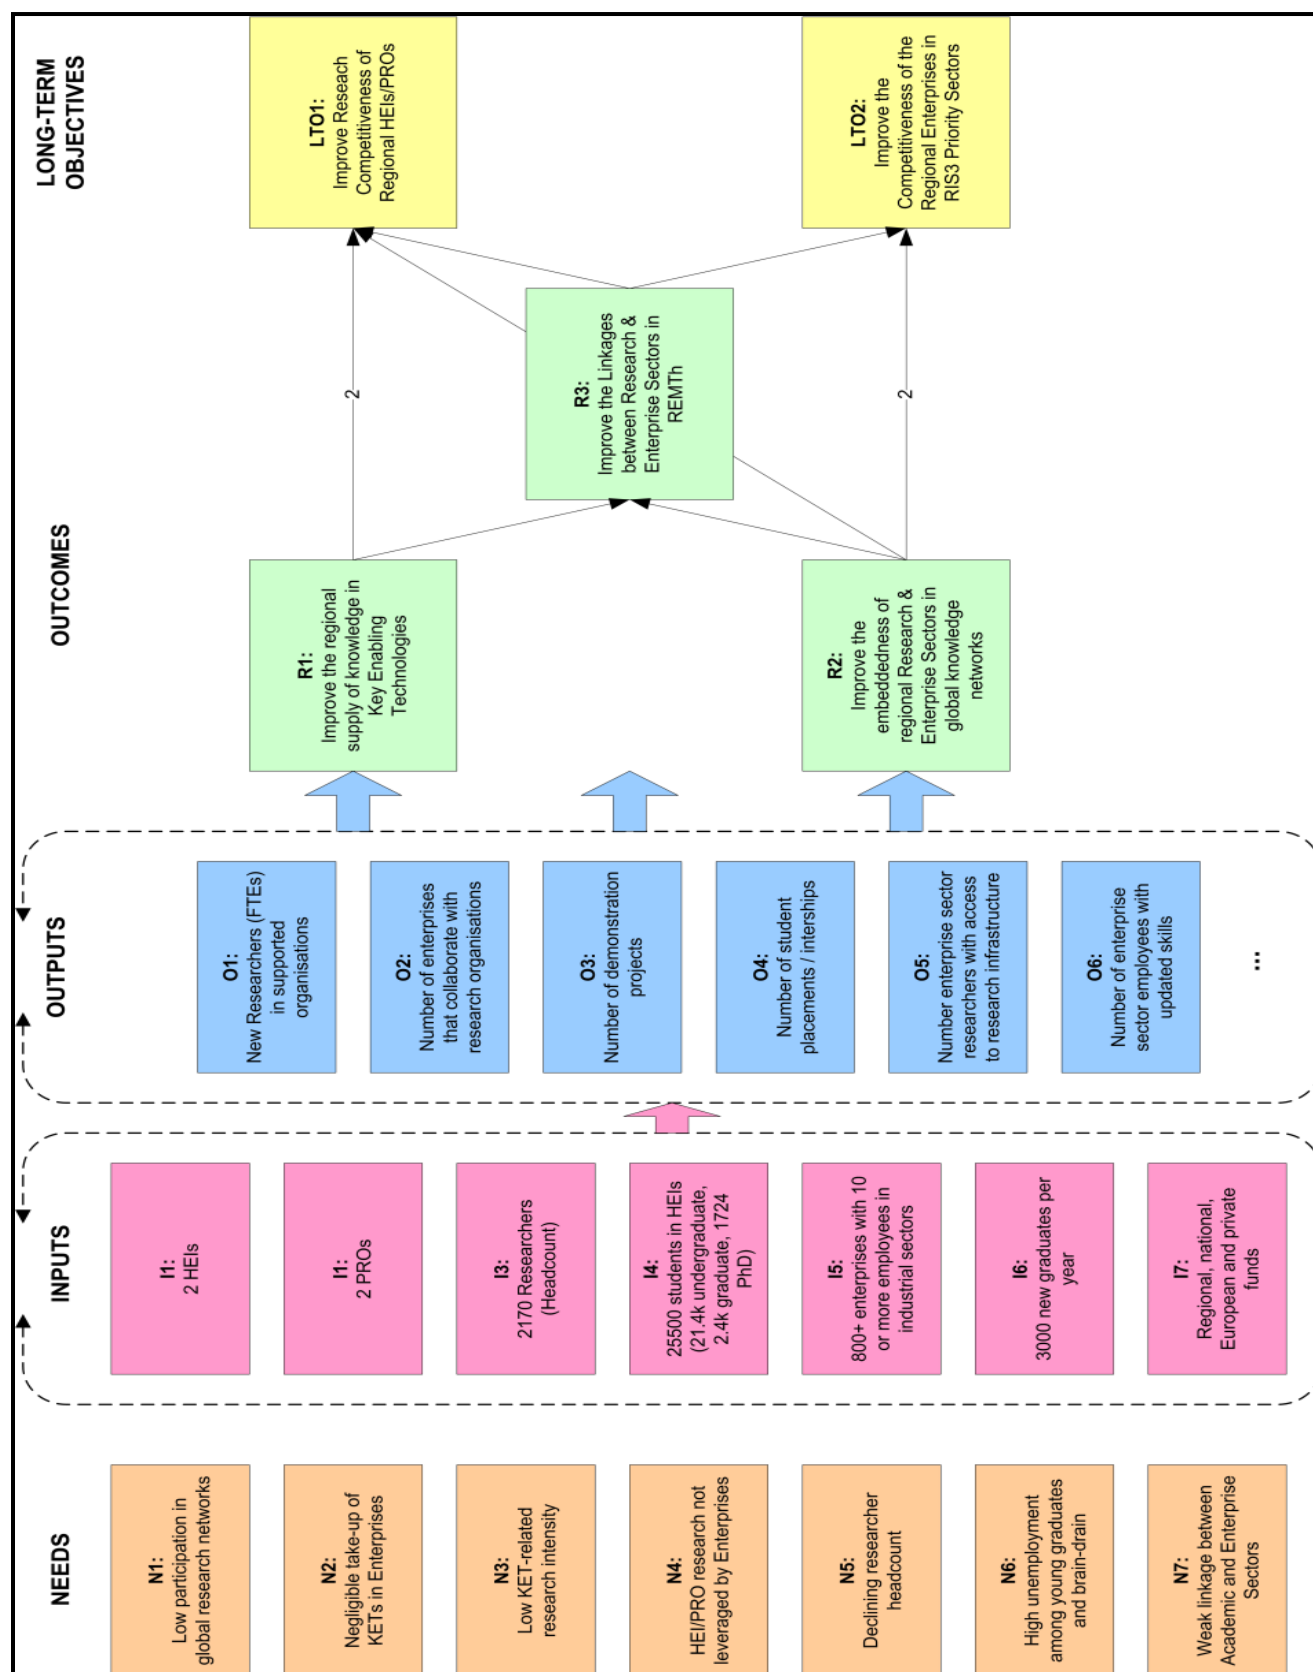 NEEDS
N1:
Low participation in
global research networks
N2:
Negligible take-up of
KETs in Enterprises
N3:
Low KET-related
research intensity
N4:
HEI/PRO research not
leveraged by Enterprises
N5:
Declining researcher
headcount
N6:
High unemployment
among young graduates
and brain-drain
N7:
Weak linkage between
Academic and Enterprise
Sectors
INPUTS
I1:
2 HEIs
I1:
2 PROs
I3:
2170 Researchers
(Headcount)
I4:
25500 students in HEIs
(21.4k undergraduate,
2.4k graduate, 1724
PhD)
I5:
800+ enterprises with 10
or more employees in
industrial sectors
I6:
3000 new graduates per
year
I7:
Regional, national,
European and private
funds
OUTPUTS
O1:
New Researchers (FTEs)
in supported
organisations
O2:
Number of enterprises
that collaborate with
research organisations
O3:
Number of demonstration
projects
O4:
Number of student
placements / interships
O5:
Number enterprise sector
researchers with access
to research infrastructure
O6:
Number of enterprise
sector employees with
updated skills
...
OUTCOMES
R1:
Improve the regional
supply of knowledge in
Key Enabling
Technologies
R2:
Improve the
embeddedness of
regional Research &
Enterprise Sectors in
global knowledge
networks
R3:
Improve the Linkages
between Research &
Enterprise Sectors in
REMTh
2
2
LONG-TERM
OBJECTIVES
LTO1:
Improve Reseach
Competitiveness of
Regional HEIs/PROs
LTO2:
Improve the
Competitiveness of the
Regional Enterprises in
RIS3 Priority Sectors